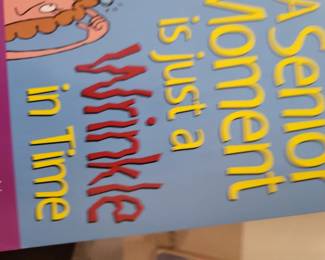 A Senior
Moment
is just a
Wrinkle
in Time